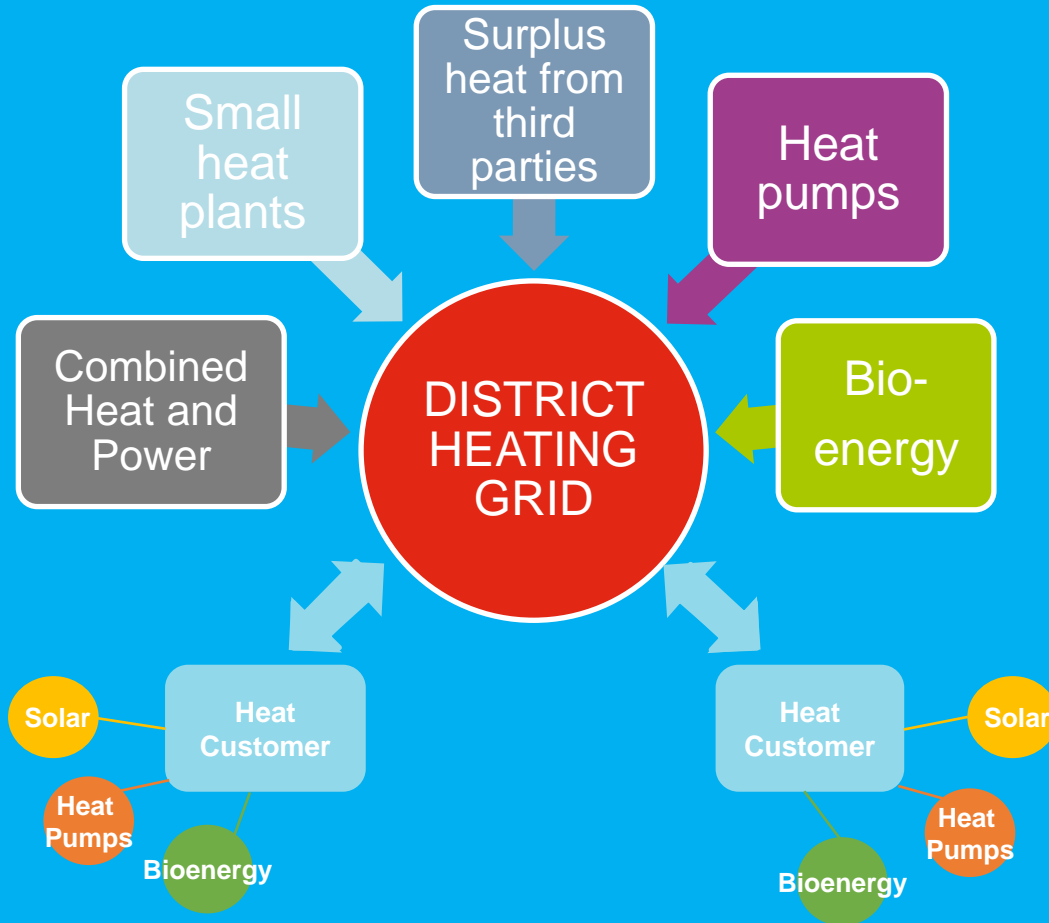 Surplus
heat from
third
parties
Small
heat
plants
Heat
pumps
Combined
Heat and
Power
DISTRICT
HEATING
GRID
Bio-
energy
Heat
Customer
Solar
Heat
Pumps
Bioenergy
Heat
Customer
Solar
Heat
Pumps
Bioenergy